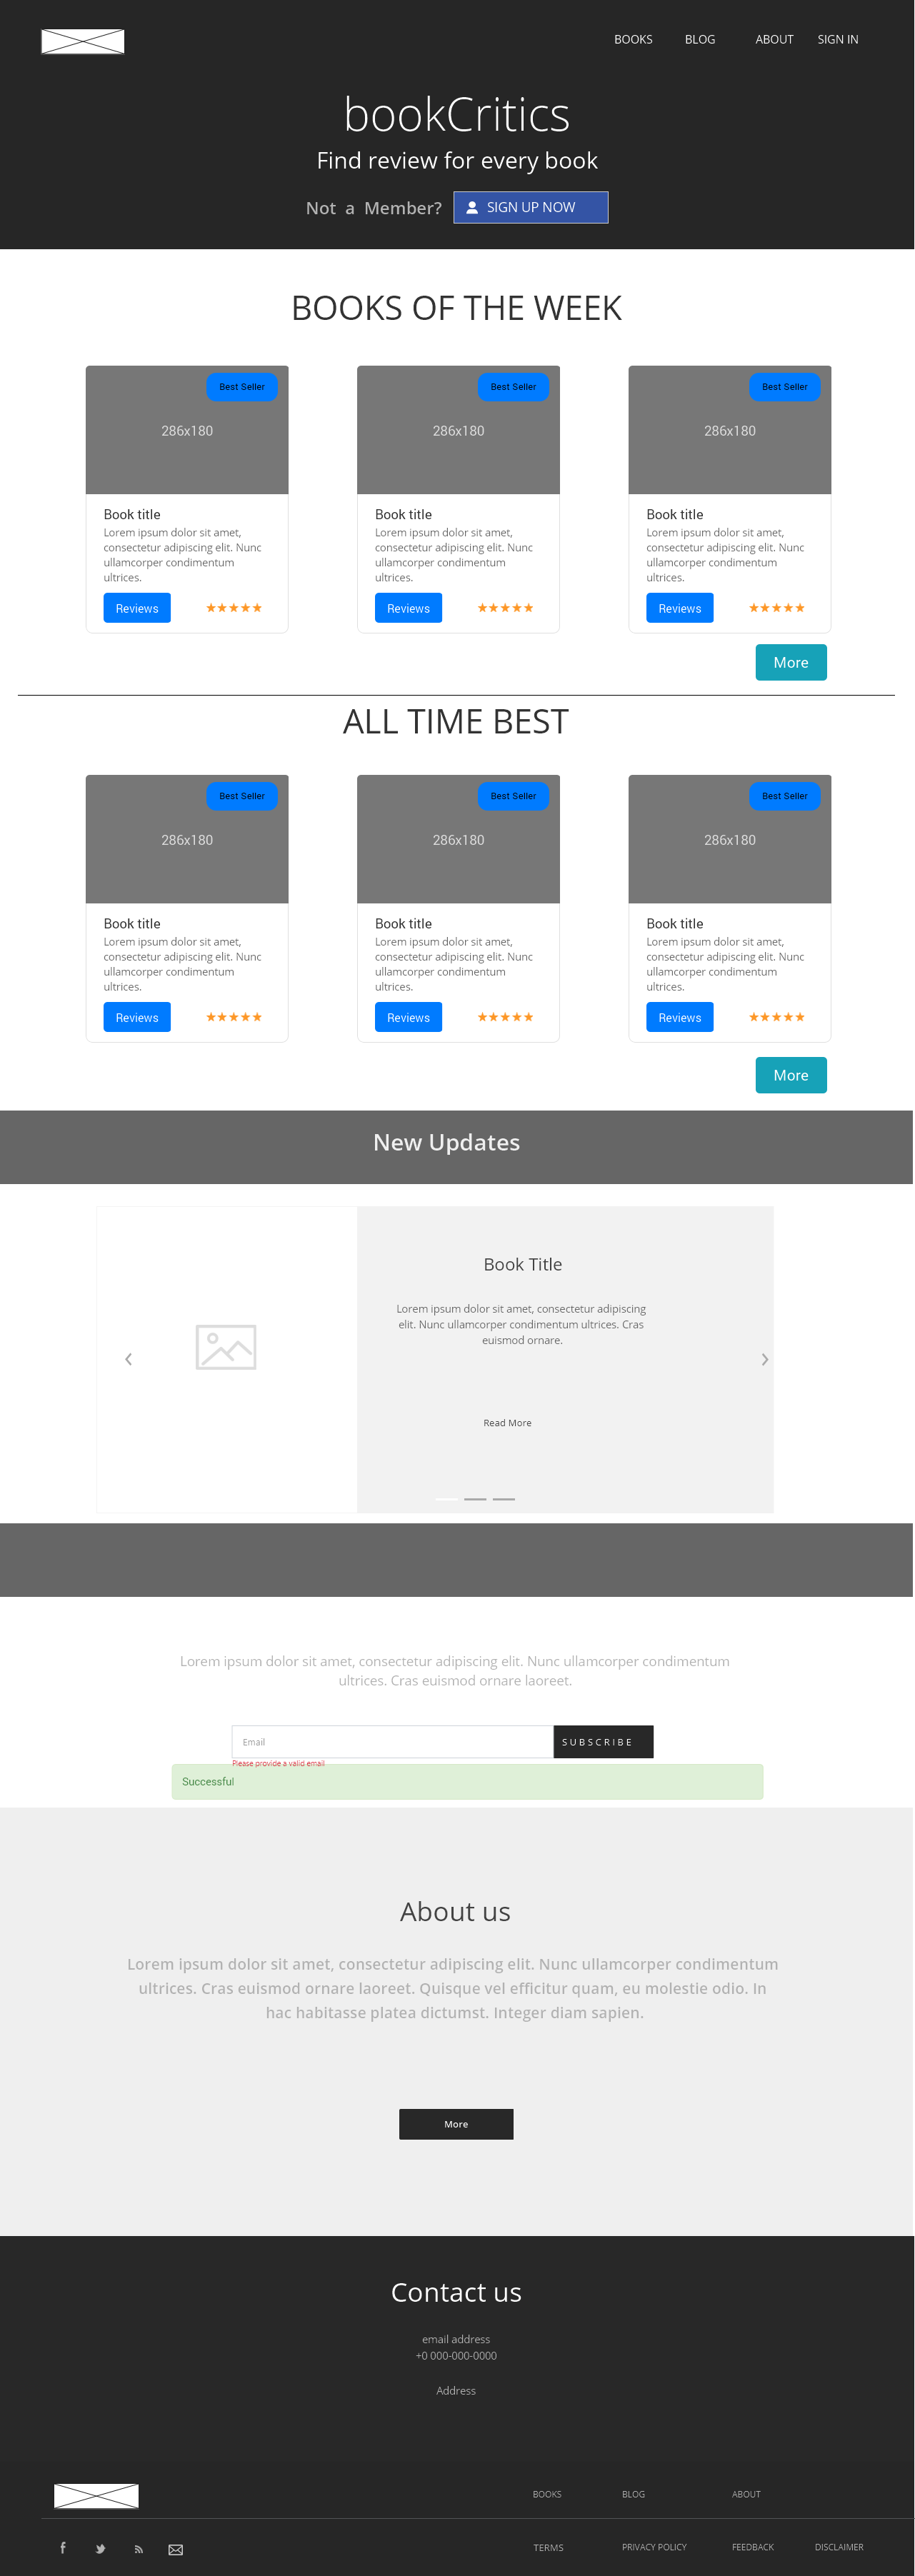 BOOKS BLOG ABOUT SIGN IN
bookCritics
Find review for every book
Not a Member? SIGN UP NOW
BOOKS OF THE WEEK
Best Seller Best Seller Best Seller
286x180 286x180 286x180
Book title
Lorem ipsum dolor sit amet,
consectetur adipiscing elit. Nunc
ullamcorper condimentum
ultrices.
Reviews
Book title
Lorem ipsum dolor sit amet,
consectetur adipiscing elit. Nunc
ullamcorper condimentum
ultrices.
Reviews
Book title
Lorem ipsum dolor sit amet,
consectetur adipiscing elit. Nunc
ullamcorper condimentum
ultrices.
Reviews
More
ALL TIME BEST
Best Seller Best Seller Best Seller
286x180 286x180 286x180
Book title
Lorem ipsum dolor sit amet,
consectetur adipiscing elit. Nunc
ullamcorper condimentum
ultrices.
Reviews
Book title
Lorem ipsum dolor sit amet,
consectetur adipiscing elit. Nunc
ullamcorper condimentum
ultrices.
Reviews
Book title
Lorem ipsum dolor sit amet,
consectetur adipiscing elit. Nunc
ullamcorper condimentum
ultrices.
Reviews
More
New Updates
Book Title
Lorem ipsum dolor sit amet, consectetur adipiscing
elit. Nunc ullamcorper condimentum ultrices. Cras
euismod ornare.
Read More
Lorem ipsum dolor sit amet, consectetur adipiscing elit. Nunc ullamcorper condimentum
ultrices. Cras euismod ornare laoreet.
Email SUBSCRIBE
Please provide a valid email
Successful
About us
Lorem ipsum dolor sit amet, consectetur adipiscing elit. Nunc ullamcorper condimentum
ultrices. Cras euismod ornare laoreet. Quisque vel efficitur quam, eu molestie odio. In
hac habitasse platea dictumst. Integer diam sapien.
More
Contact us
email address
+0 000-000-0000
Address
BOOKS BLOG ABOUT
TERMS PRIVACY POLICY FEEDBACK DISCLAIMER